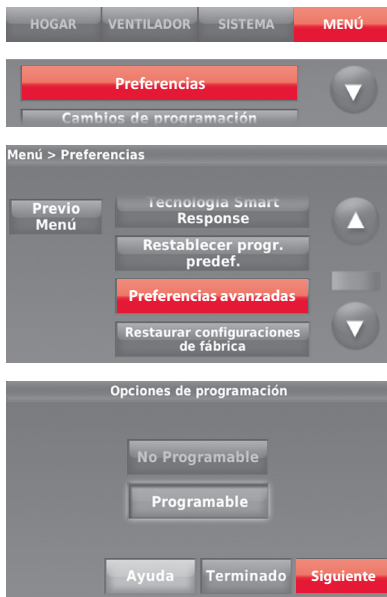 HOGAR VENTILADOR SISTEMA MENÚ
Preferencias
Cambios de programación
Menú > Preferencias
Previo
Menú
Tecnología Smart
Response
Restablecer progr.
predef.
Preferencias avanzadas
Restaurar configuraciones
de fábrica
Opciones de programación
No Programable
Programable
Ayuda Terminado Siguiente